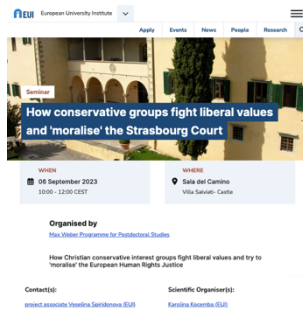 EUI European University Institute
Apply Events News People Research
Seminar
How conservative groups fight liberal values
and 'moralise' the Strasbourg Court
WHEN
06 September 2023
10:00 - 12:00 CEST
WHERE
Sala del Camino
Villa Salviati- Castle
Organised by
Max Weber Programme for Postdoctoral Studies
How Christian conservative interest groups fight liberal values and try to
'moralise' the European Human Rights Justice
Contact(s):
project associate Veselina Spiridonova (EUI)
Scientific Organiser(s):
Karolina Kocemba (EUI)